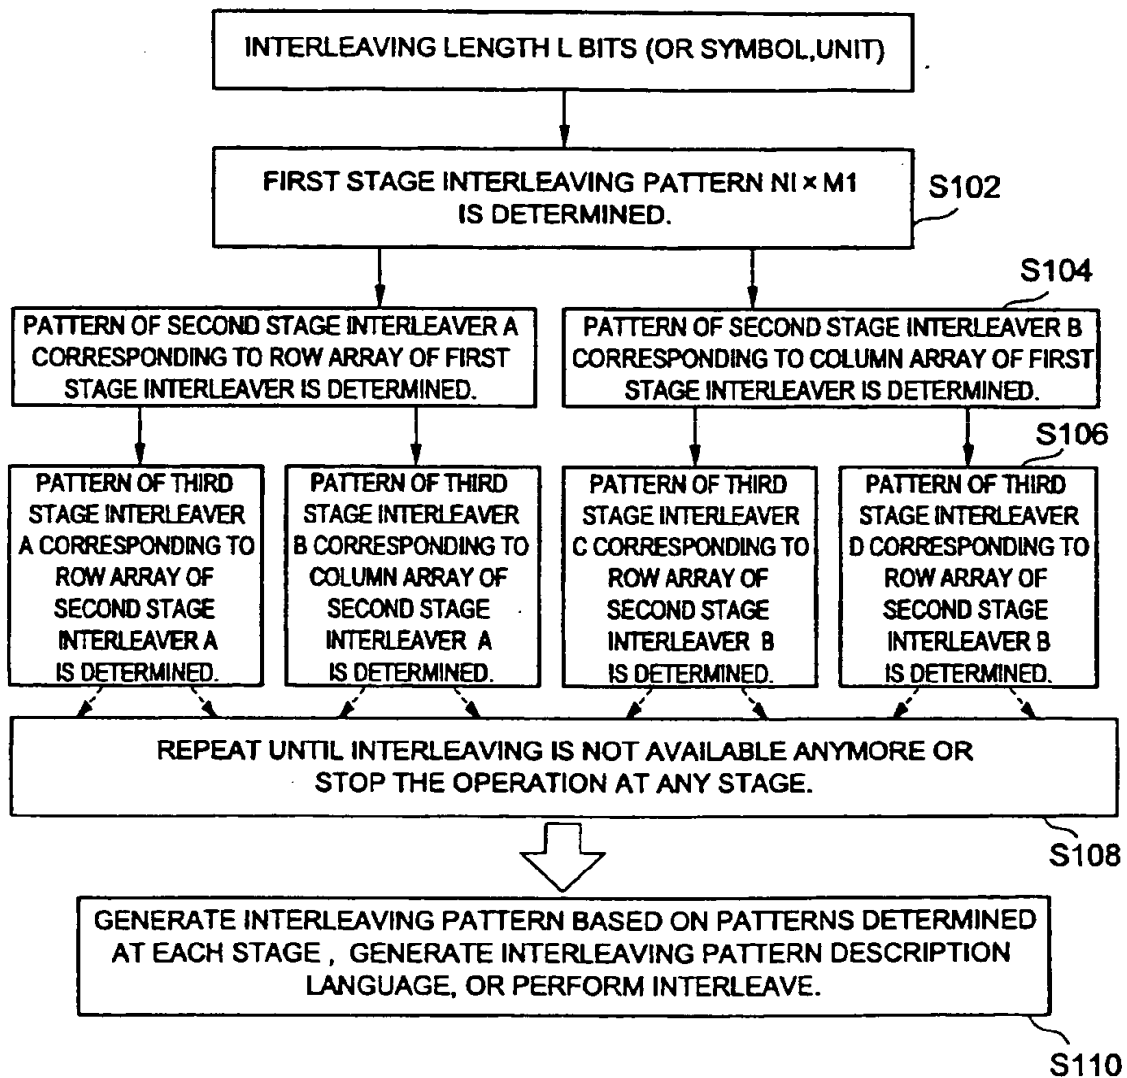 INTERLEAVING LENGTH L BITS (OR SYMBOL,UNIT)
FIRST STAGE INTERLEAVING PATTERN NI × M1
IS DETERMINED.
S102
S104
PATTERN OF SECOND STAGE INTERLEAVER A
CORRESPONDING TO ROW ARRAY OF FIRST
STAGE INTERLEAVER IS DETERMINED.
PATTERN OF SECOND STAGE INTERLEAVER B
CORRESPONDING TO COLUMN ARRAY OF FIRST
STAGE INTERLEAVER IS DETERMINED.
S106
PATTERN OF THIRD
STAGE INTERLEAVER
A CORRESPONDING TO
ROW ARRAY OF
SECOND STAGE
INTERLEAVER A
IS DETERMINED.
PATTERN OF THIRD
STAGE INTERLEAVER
B CORRESPONDING TO
COLUMN ARRAY OF
SECOND STAGE
INTERLEAVER A
IS DETERMINED.
PATTERN OF THIRD
STAGE INTERLEAVER
C CORRESPONDING TO
ROW ARRAY OF
SECOND STAGE
INTERLEAVER B
IS DETERMINED.
PATTERN OF THIRD
STAGE INTERLEAVER
D CORRESPONDING TO
ROW ARRAY OF
SECOND STAGE
INTERLEAVER B
IS DETERMINED.
REPEAT UNTIL INTERLEAVING IS NOT AVAILABLE ANYMORE OR
STOP THE OPERATION AT ANY STAGE.
S108
GENERATE INTERLEAVING PATTERN BASED ON PATTERNS DETERMINED
AT EACH STAGE , GENERATE INTERLEAVING PATTERN DESCRIPTION
LANGUAGE, OR PERFORM INTERLEAVE.
S110